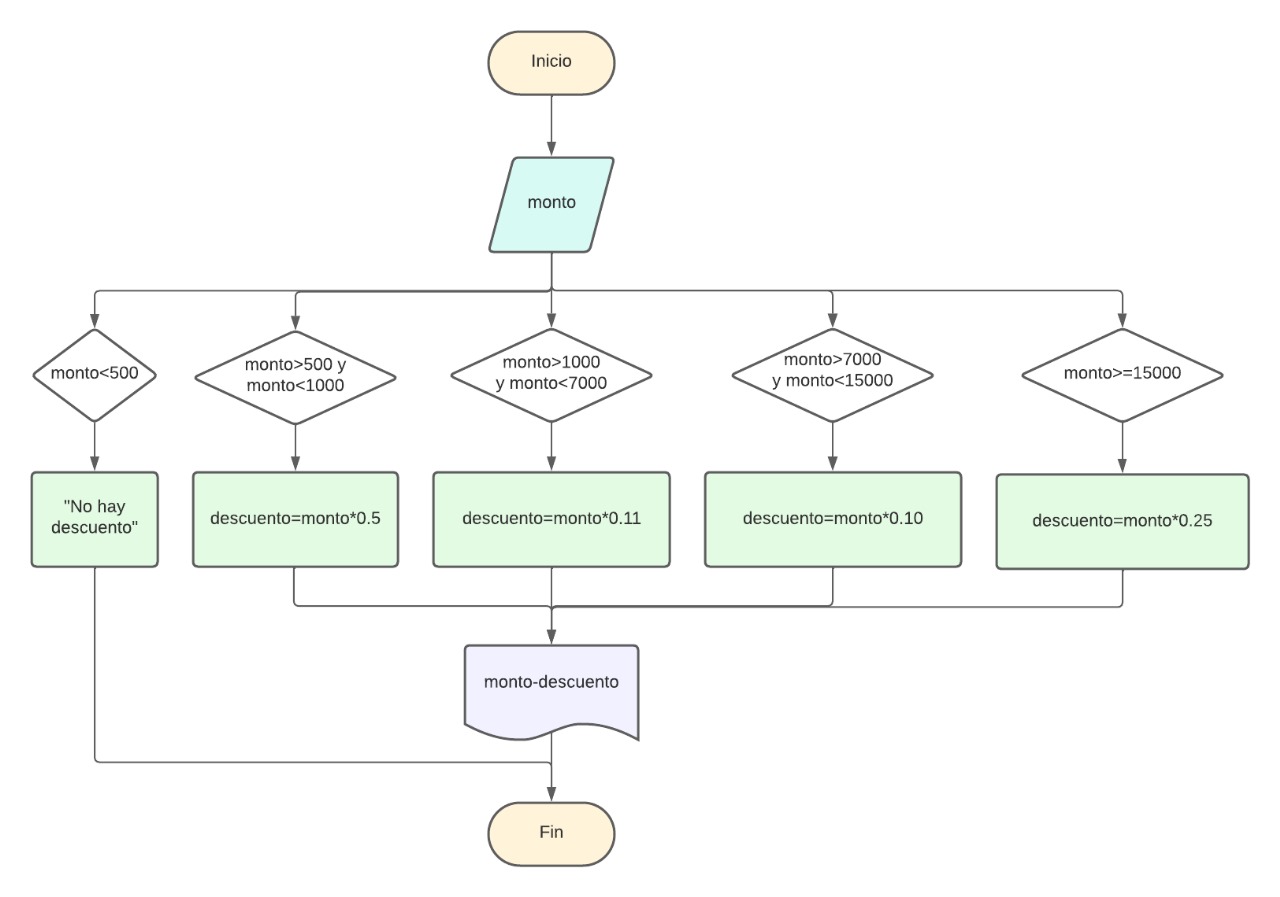 Inicio
monto
monto<500
monto>500 y
monto<1000
monto>1000
y monto<7000
monto>7000
y monto<15000
monto>=15000
"No hay
descuento"
descuento=monto*0.5
descuento=monto*0.11
descuento=monto*0.10
descuento=monto*0.25
monto-descuento
Fin